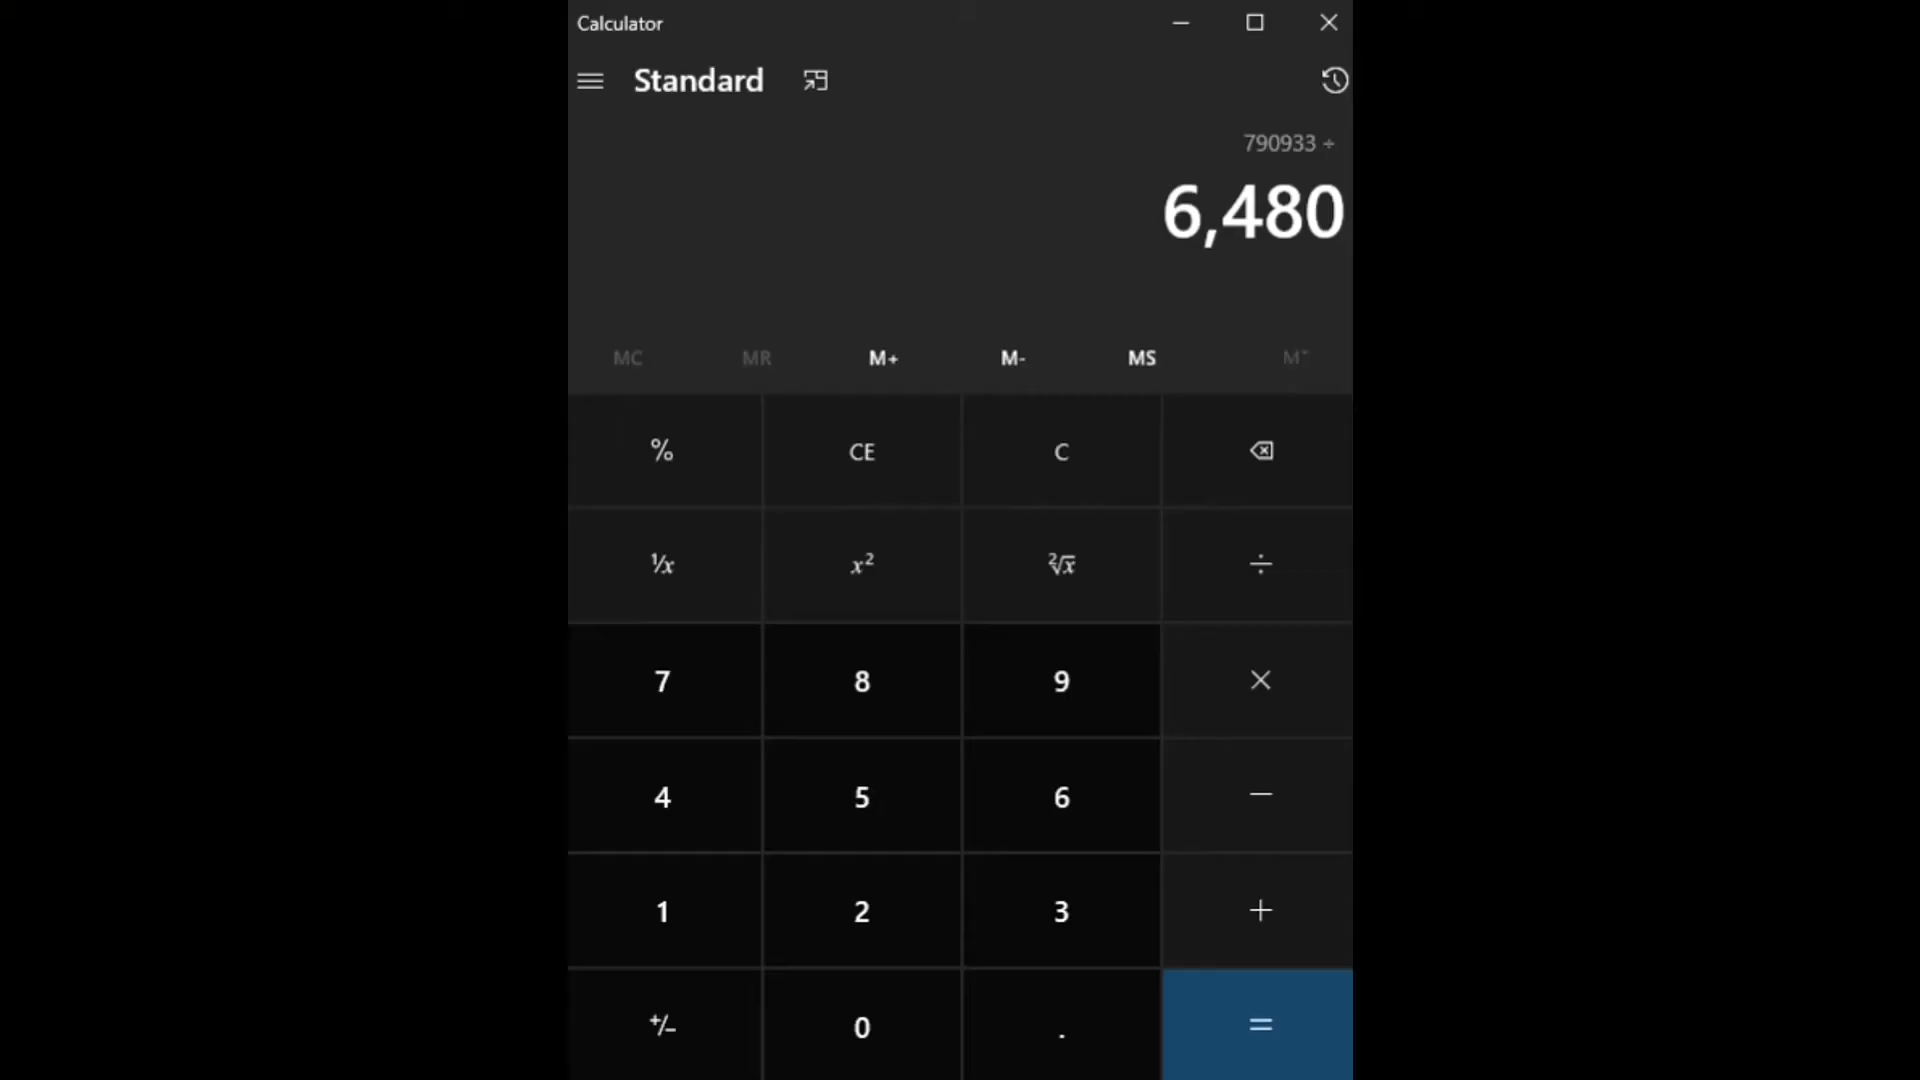 Calculator
Standard
790933 ÷
6,480
MC MR M+ M- MS M˅
% CE C
⅟x x² ²√x ÷
7 8 9 ×
4 5 6 −
1 2 3 +
+/− 0 . =